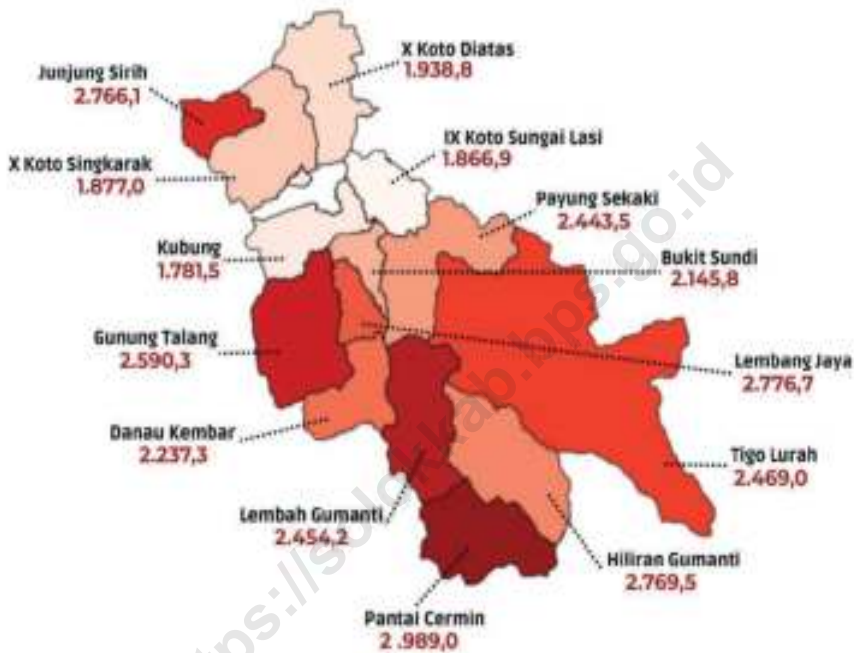 X Koto Diatas
1.938,8
Junjung Sirih
2.766,1
IX Koto Sungai Lasi
1.866,9
X Koto Singkarak
1.877,0
Payung Sekaki
2.443,5
Kubung
1.781,5
Bukit Sundi
2.145,8
Gunung Talang
2.590,3
Lembang Jaya
2.776,7
Danau Kembar
2.237,3
Tigo Lurah
2.469,0
Lembah Gumanti
2.454,2
Hiliran Gumanti
2.769,5
Pantai Cermin
2 .989,0
tps://solokkab.bps.go.id